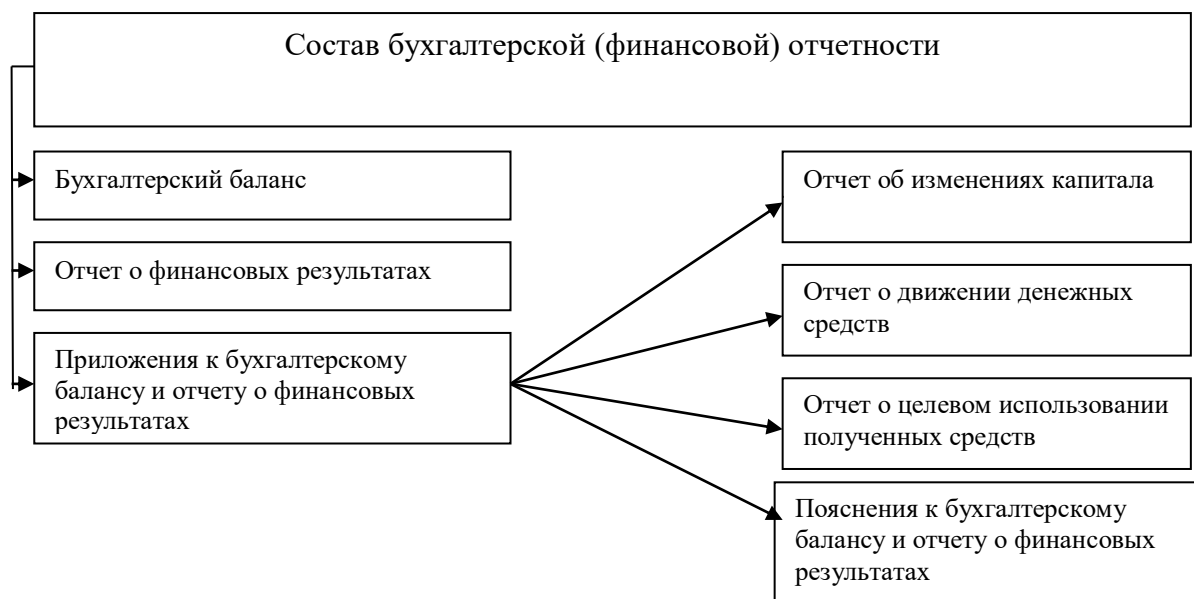 Состав бухгалтерской (финансовой) отчетности
Бухгалтерский баланс
Отчет о финансовых результатах
Приложения к бухгалтерскому
балансу и отчету о финансовых
результатах
Отчет об изменениях капитала
Отчет о движении денежных
средств
Отчет о целевом использовании
полученных средств
Пояснения к бухгалтерскому
балансу и отчету о финансовых
результатах